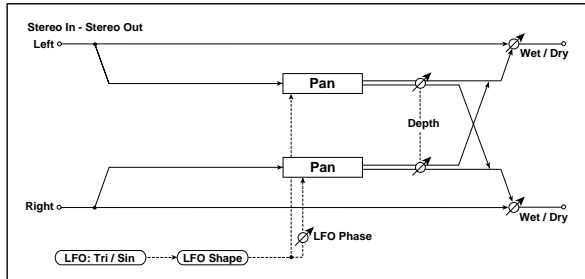 Stereo In - Stereo Out
Left
Wet / Dry
Pan
Depth
Pan
Right
Wet / Dry
LFO Phase
LFO: Tri / Sin
LFO Shape